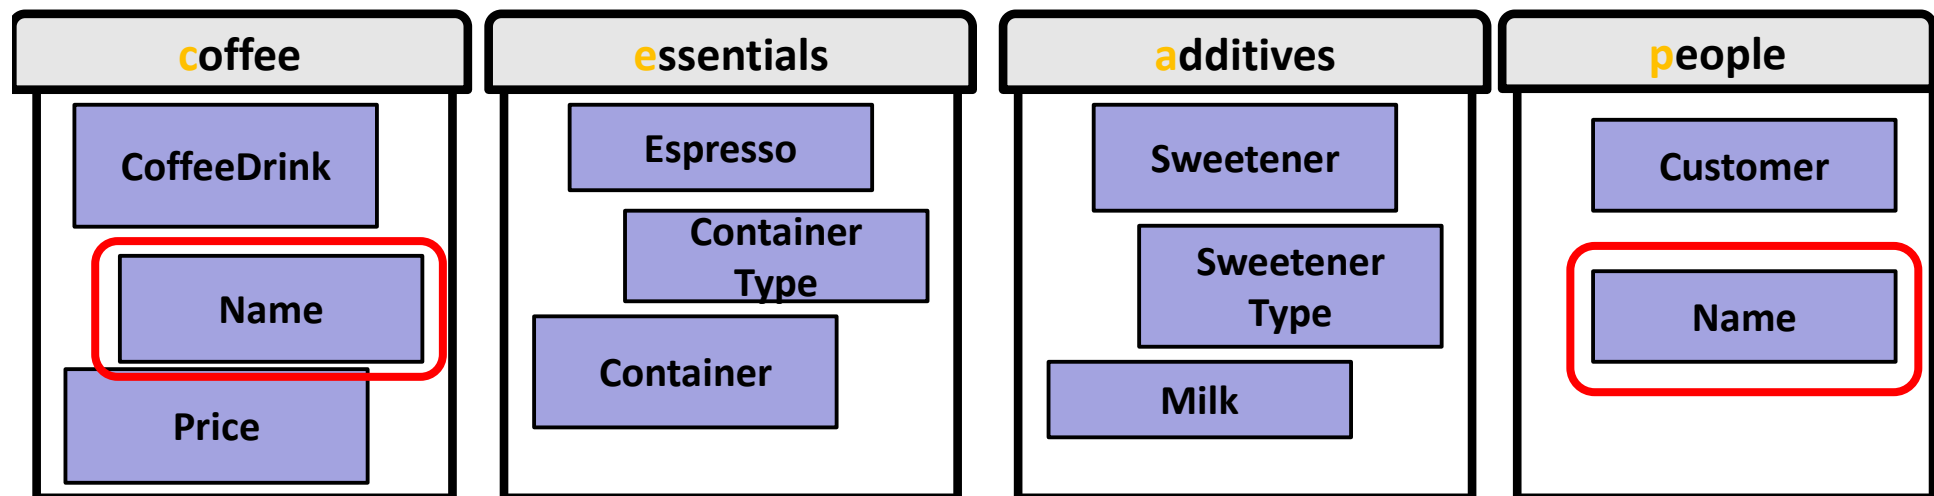 coffee
CoffeeDrink
Name
Price
essentials
Espresso
Container
Type
Container
additives
Sweetener
Sweetener
Type
Milk
people
Customer
Name